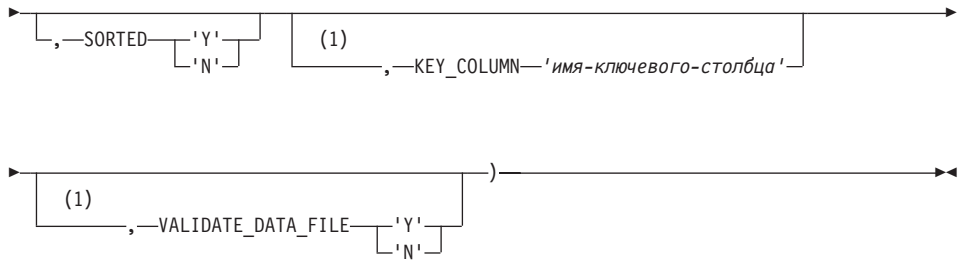 , SORTED 'Y' (1)
'N' , KEY_COLUMN 'имя-ключевого-столбца'
)
(1)
, VALIDATE_DATA_FILE 'Y'
'N'